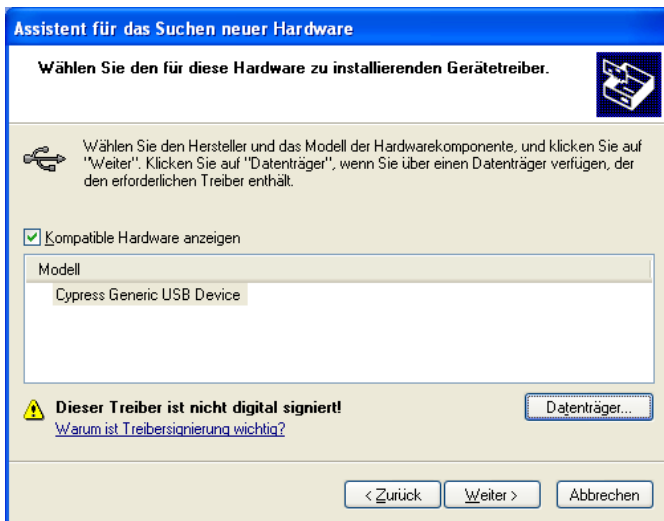 Assistent für das Suchen neuer Hardware
Wählen Sie den für diese Hardware zu installierenden Gerätetreiber.
Wählen Sie den Hersteller und das Modell der Hardwarekomponente, und klicken Sie auf
"Weiter". Klicken Sie auf "Datenträger", wenn Sie über einen Datenträger verfügen, der
den erforderlichen Treiber enthält.
Kompatible Hardware anzeigen
Modell
Cypress Generic USB Device
Dieser Treiber ist nicht digital signiert!
Datenträger...
Warum ist Treibersignierung wichtig?
< Zurück
Weiter >
Abbrechen